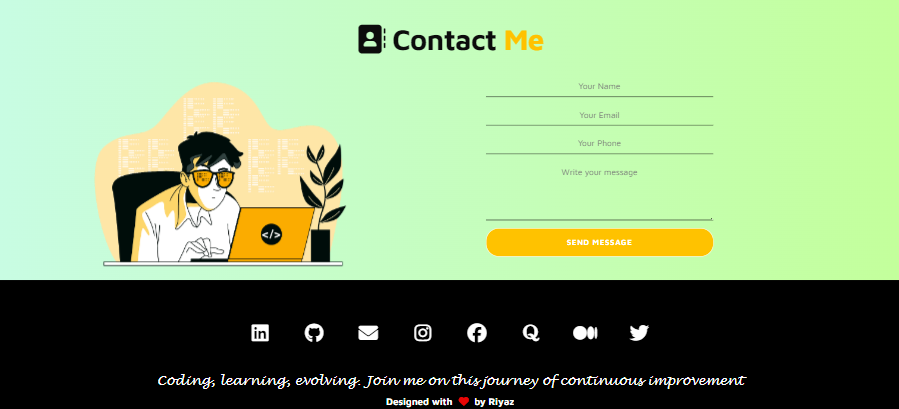 Contact Me
Your Name
Your Email
Your Phone
Write your message
</>
SEND MESSAGE
Coding, learning, evolving. Join me on this journey of continuous improvement
Designed with ❤ by Riyaz